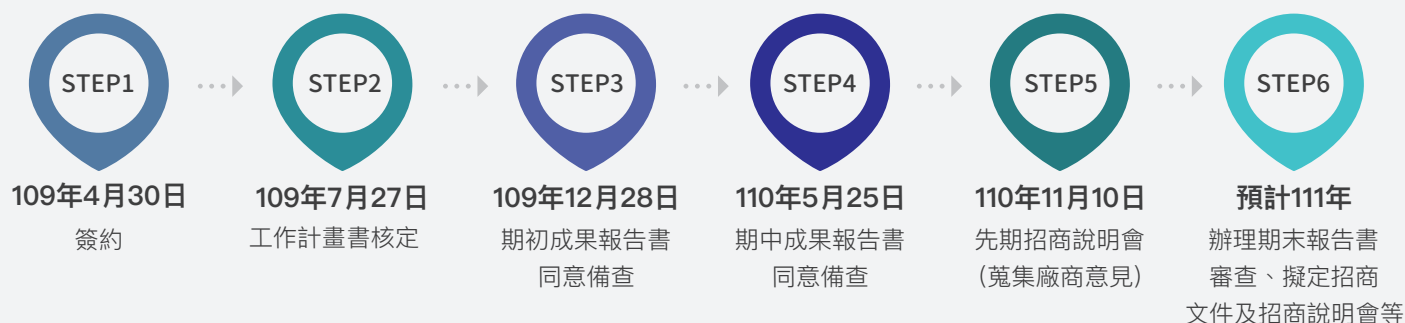 STEP1
STEP2
STEP3
STEP4
STEP5
STEP6
109年4月30日
簽約
109年7月27日
工作計畫書核定
109年12月28日
期初成果報告書
同意備查
110年5月25日
期中成果報告書
同意備查
110年11月10日
先期招商說明會
(蒐集廠商意見)
預計111年
辦理期末報告書
審查、擬定招商
文件及招商說明會等